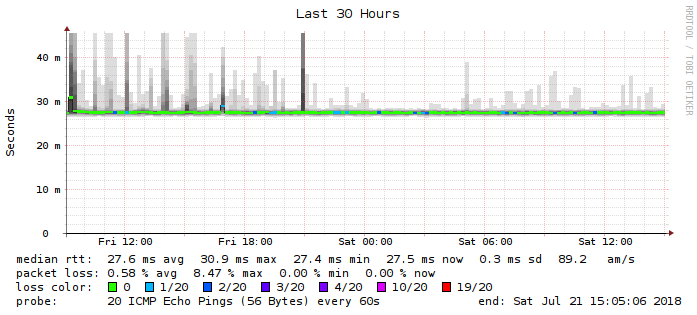 Last 30 Hours
RRDTOOL / TOBI OETIKER
Seconds
40 m
30 m
20 m
10 m
0
Fri 12:00 Fri 18:00 Sat 00:00 Sat 06:00 Sat 12:00
median rtt: 27.6 ms avg 30.9 ms max 27.4 ms min 27.5 ms now 0.3 ms sd 89.2 am/s
packet loss: 0.58 % avg 8.47 % max 0.00 % min 0.00 % now
loss color: 0 1/20 2/20 3/20 4/20 10/20 19/20
probe: 20 ICMP Echo Pings (56 Bytes) every 60s end: Sat Jul 21 15:05:06 2018